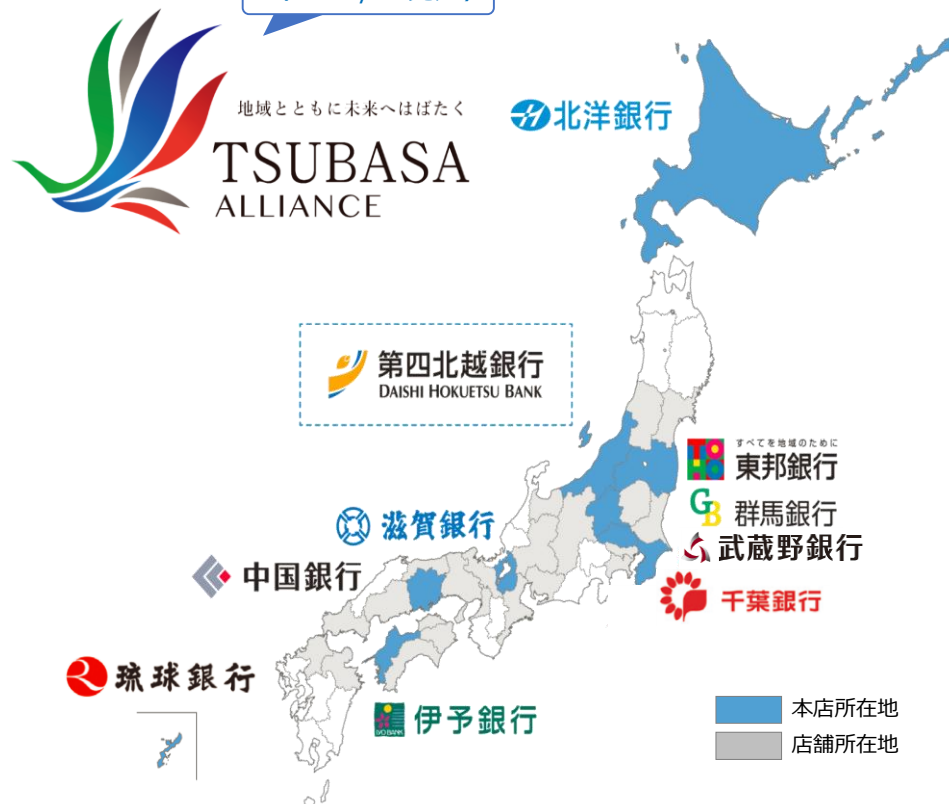 地域とともに未来へはばたく
TSUBASA
ALLIANCE
北洋銀行
第四北越銀行
DAISHI HOKUETSU BANK
TOHO
すべてを地域のために
東邦銀行
GB
群馬銀行
武蔵野銀行
滋賀銀行
中国銀行
千葉銀行
琉球銀行
IYO BANK
伊予銀行
本店所在地
店舗所在地